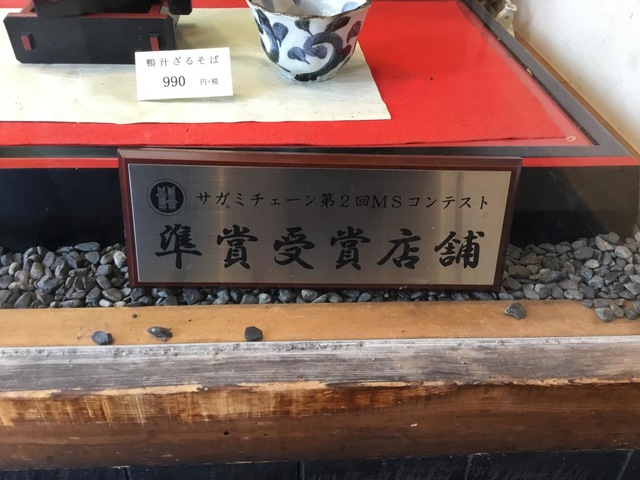 鴨汁ざるそば
990 円+税
サガミチェーン第2回MSコンテスト
準賞受賞店舗